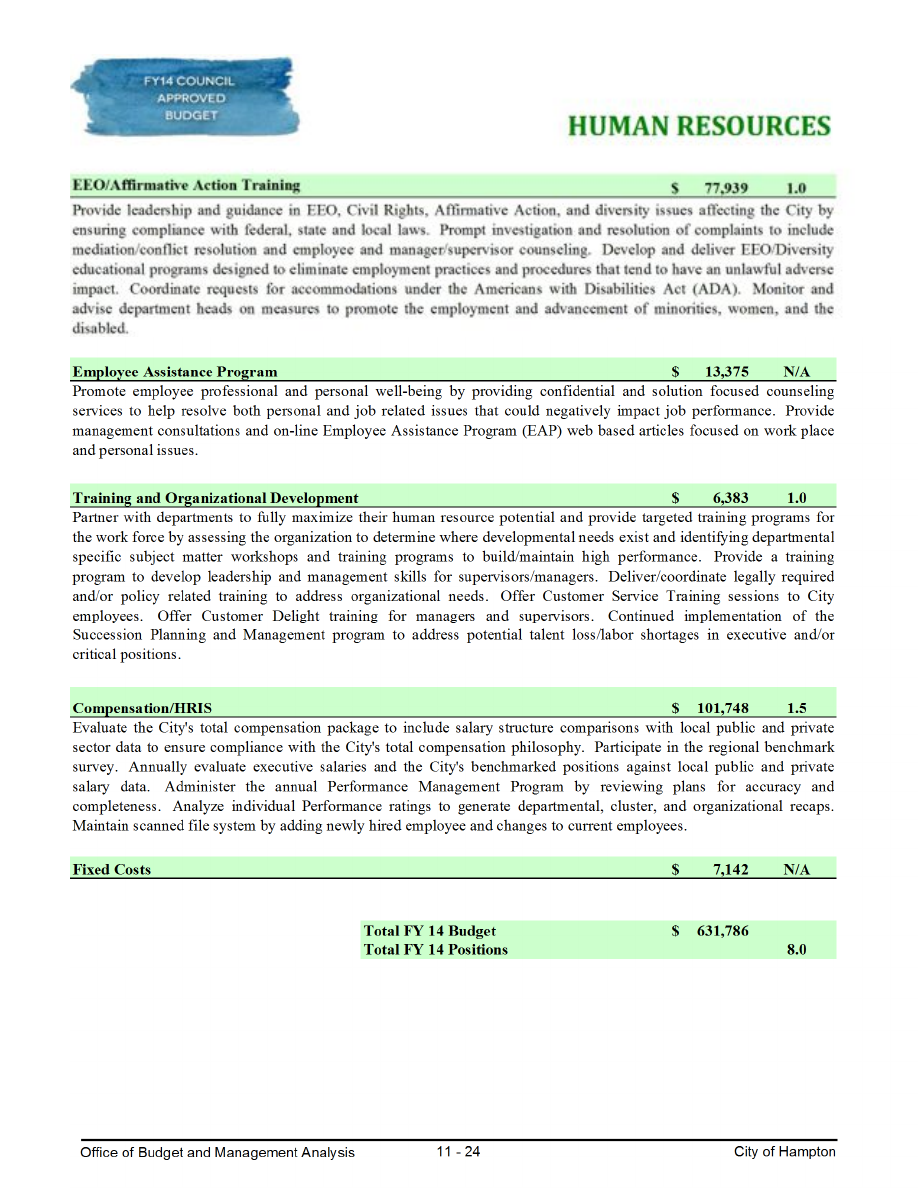 FY14 COUNCIL
APPROVED
BUDGET
HUMAN RESOURCES
EEO/Affirmative Action Training $ 77,939 1.0
Provide leadership and guidance in EEO, Civil Rights, Affirmative Action, and diversity issues affecting the City by
ensuring compliance with federal, state and local laws. Prompt investigation and resolution of complaints to include
mediation/conflict resolution and employee and manager/supervisor counseling. Develop and deliver EEO/Diversity
educational programs designed to eliminate employment practices and procedures that tend to have an unlawful adverse
impact. Coordinate requests for accommodations under the Americans with Disabilities Act (ADA). Monitor and
advise department heads on measures to promote the employment and advancement of minorities, women, and the
disabled.
Employee Assistance Program $ 13,375 N/A
Promote employee professional and personal well-being by providing confidential and solution focused counseling
services to help resolve both personal and job related issues that could negatively impact job performance. Provide
management consultations and on-line Employee Assistance Program (EAP) web based articles focused on work place
and personal issues.
Training and Organizational Development $ 6,383 1.0
Partner with departments to fully maximize their human resource potential and provide targeted training programs for
the work force by assessing the organization to determine where developmental needs exist and identifying departmental
specific subject matter workshops and training programs to build/maintain high performance. Provide a training
program to develop leadership and management skills for supervisors/managers. Deliver/coordinate legally required
and/or policy related training to address organizational needs. Offer Customer Service Training sessions to City
employees. Offer Customer Delight training for managers and supervisors. Continued implementation of the
Succession Planning and Management program to address potential talent loss/labor shortages in executive and/or
critical positions.
Compensation/HRIS $ 101,748 1.5
Evaluate the City's total compensation package to include salary structure comparisons with local public and private
sector data to ensure compliance with the City's total compensation philosophy. Participate in the regional benchmark
survey. Annually evaluate executive salaries and the City's benchmarked positions against local public and private
salary data. Administer the annual Performance Management Program by reviewing plans for accuracy and
completeness. Analyze individual Performance ratings to generate departmental, cluster, and organizational recaps.
Maintain scanned file system by adding newly hired employee and changes to current employees.
Fixed Costs $ 7,142 N/A
Total FY 14 Budget $ 631,786
Total FY 14 Positions 8.0
Office of Budget and Management Analysis 11 - 24 City of Hampton